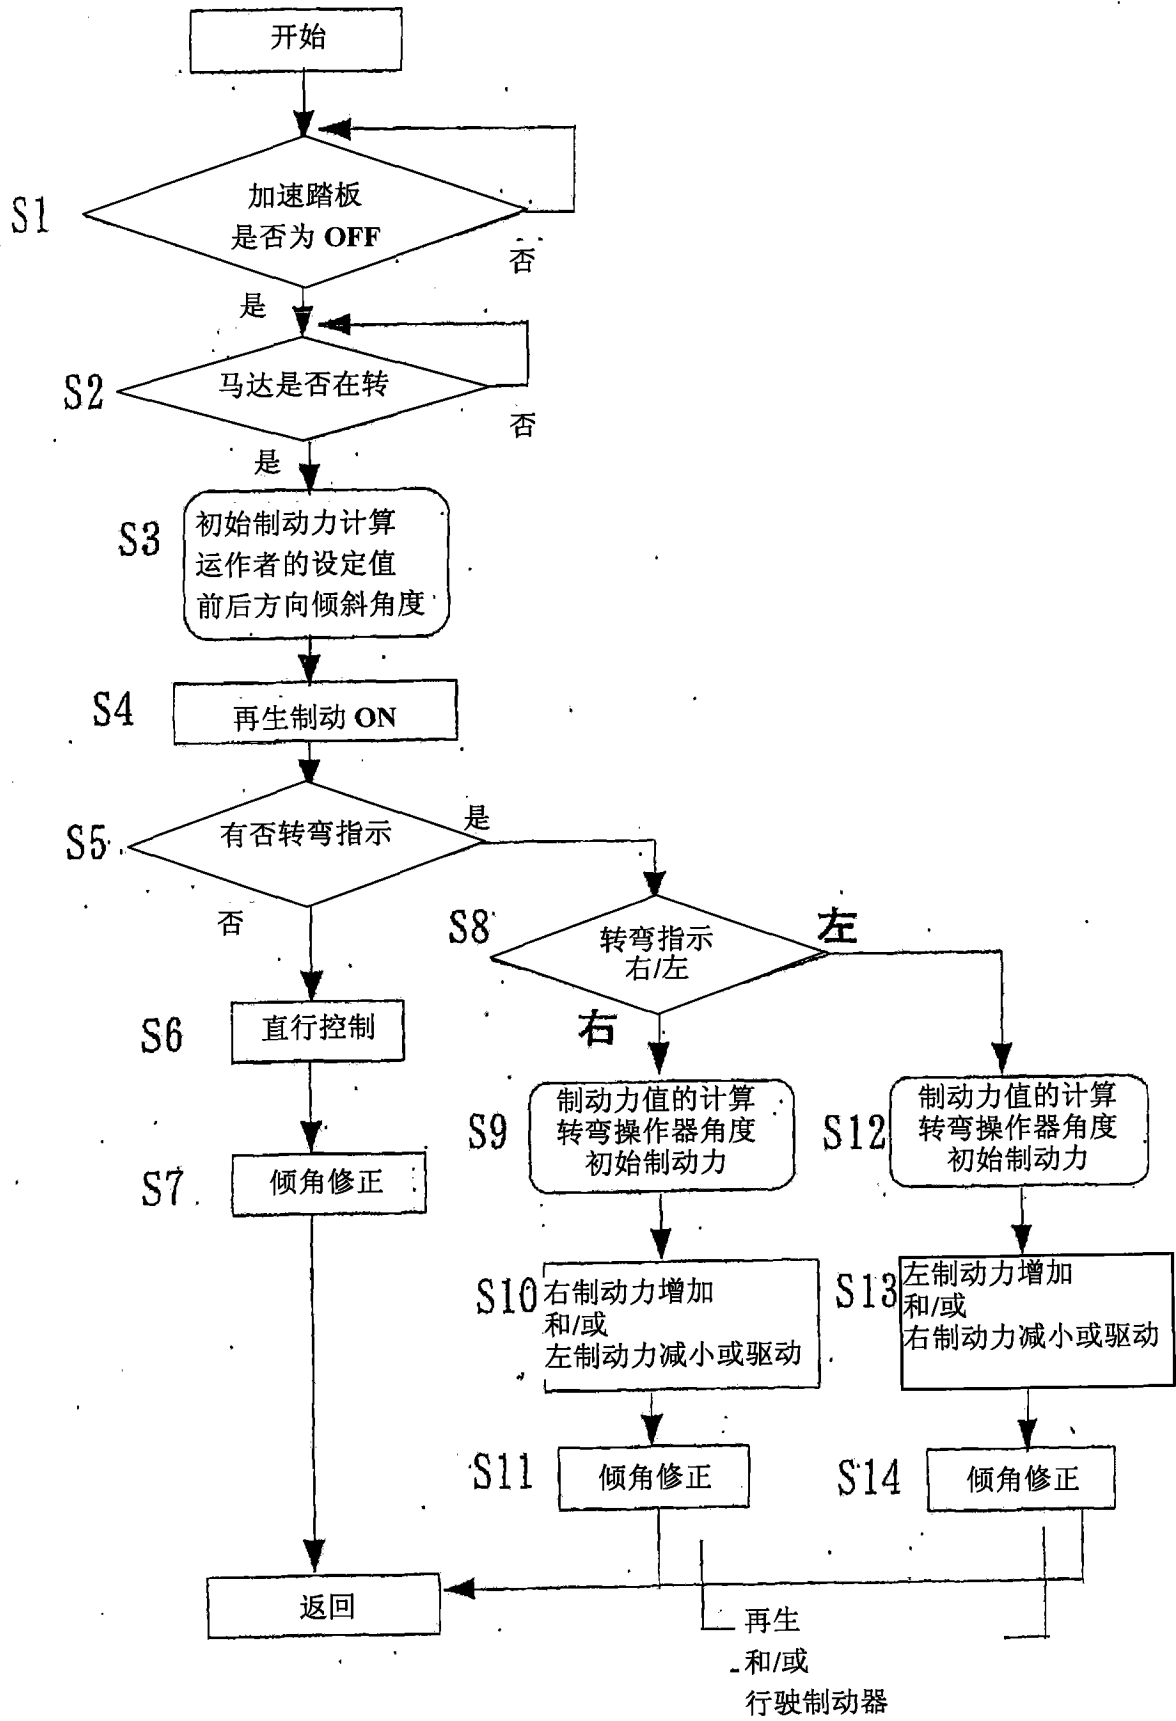 开始
S1
加速踏板
是否为 OFF
否
是
S2
马达是否在转
否
是
S3
初始制动力计算
运作者的设定值
前后方向倾斜角度
S4
再生制动 ON
S5
有否转弯指示
是
否
S8
转弯指示
右/左
左
右
S6
直行控制
S9
制动力值的计算
转弯操作器角度
初始制动力
S12
制动力值的计算
转弯操作器角度
初始制动力
S7
倾角修正
S10
右制动力增加
和/或
左制动力减小或驱动
S13
左制动力增加
和/或
右制动力减小或驱动
S11
倾角修正
S14
倾角修正
返回
再生
和/或
行驶制动器